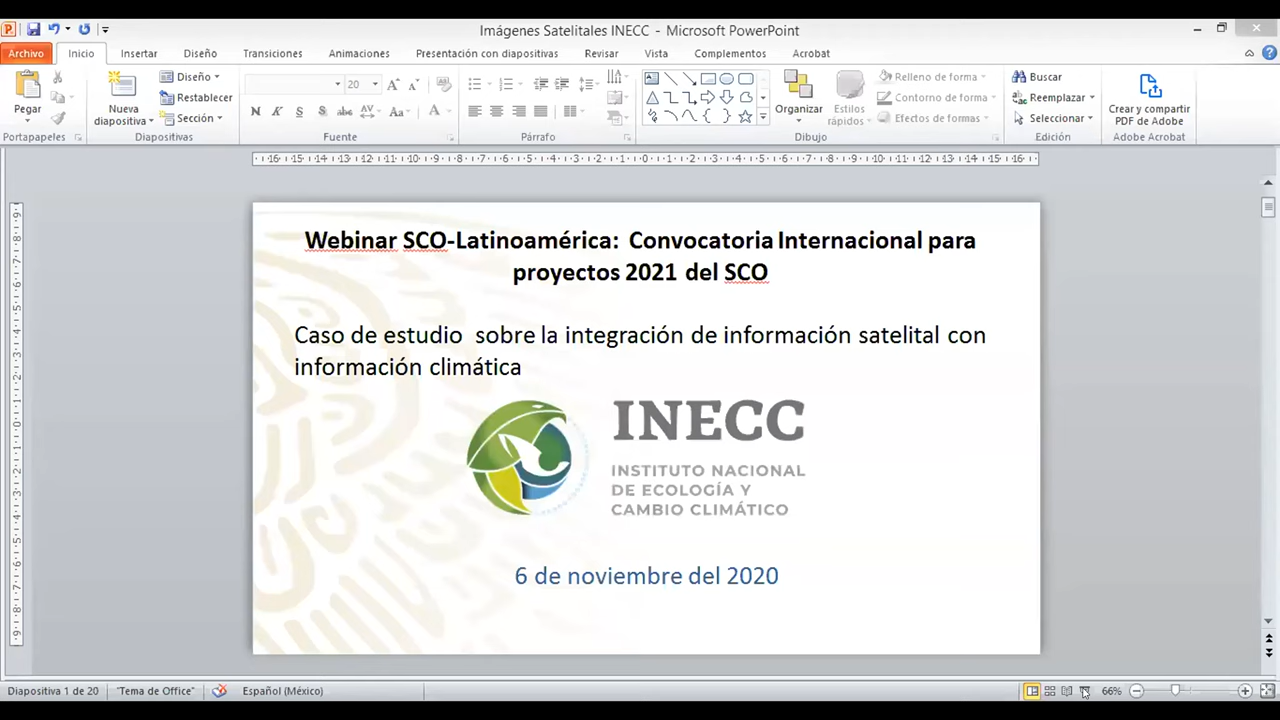 Imágenes Satelitales INECC - Microsoft PowerPoint
Archivo Inicio Insertar Diseño Transiciones Animaciones Presentación con diapositivas Revisar Vista Complementos Acrobat
Pegar
Portapapeles
Nueva diapositiva
Diseño
Restablecer
Sección
Diapositivas
20
N K S S abc AV Aa A
Fuente
Párrafo
Organizar
Estilos rápidos
Relleno de forma
Contorno de forma
Efectos de formas
Dibujo
Buscar
Reemplazar
Seleccionar
Edición
Crear y compartir PDF de Adobe
Adobe Acrobat
Webinar SCO-Latinoamérica: Convocatoria Internacional para
proyectos 2021 del SCO
Caso de estudio sobre la integración de información satelital con
información climática
INECC
INSTITUTO NACIONAL
DE ECOLOGÍA Y
CAMBIO CLIMÁTICO
6 de noviembre del 2020
Diapositiva 1 de 20 "Tema de Office" Español (México) 66%